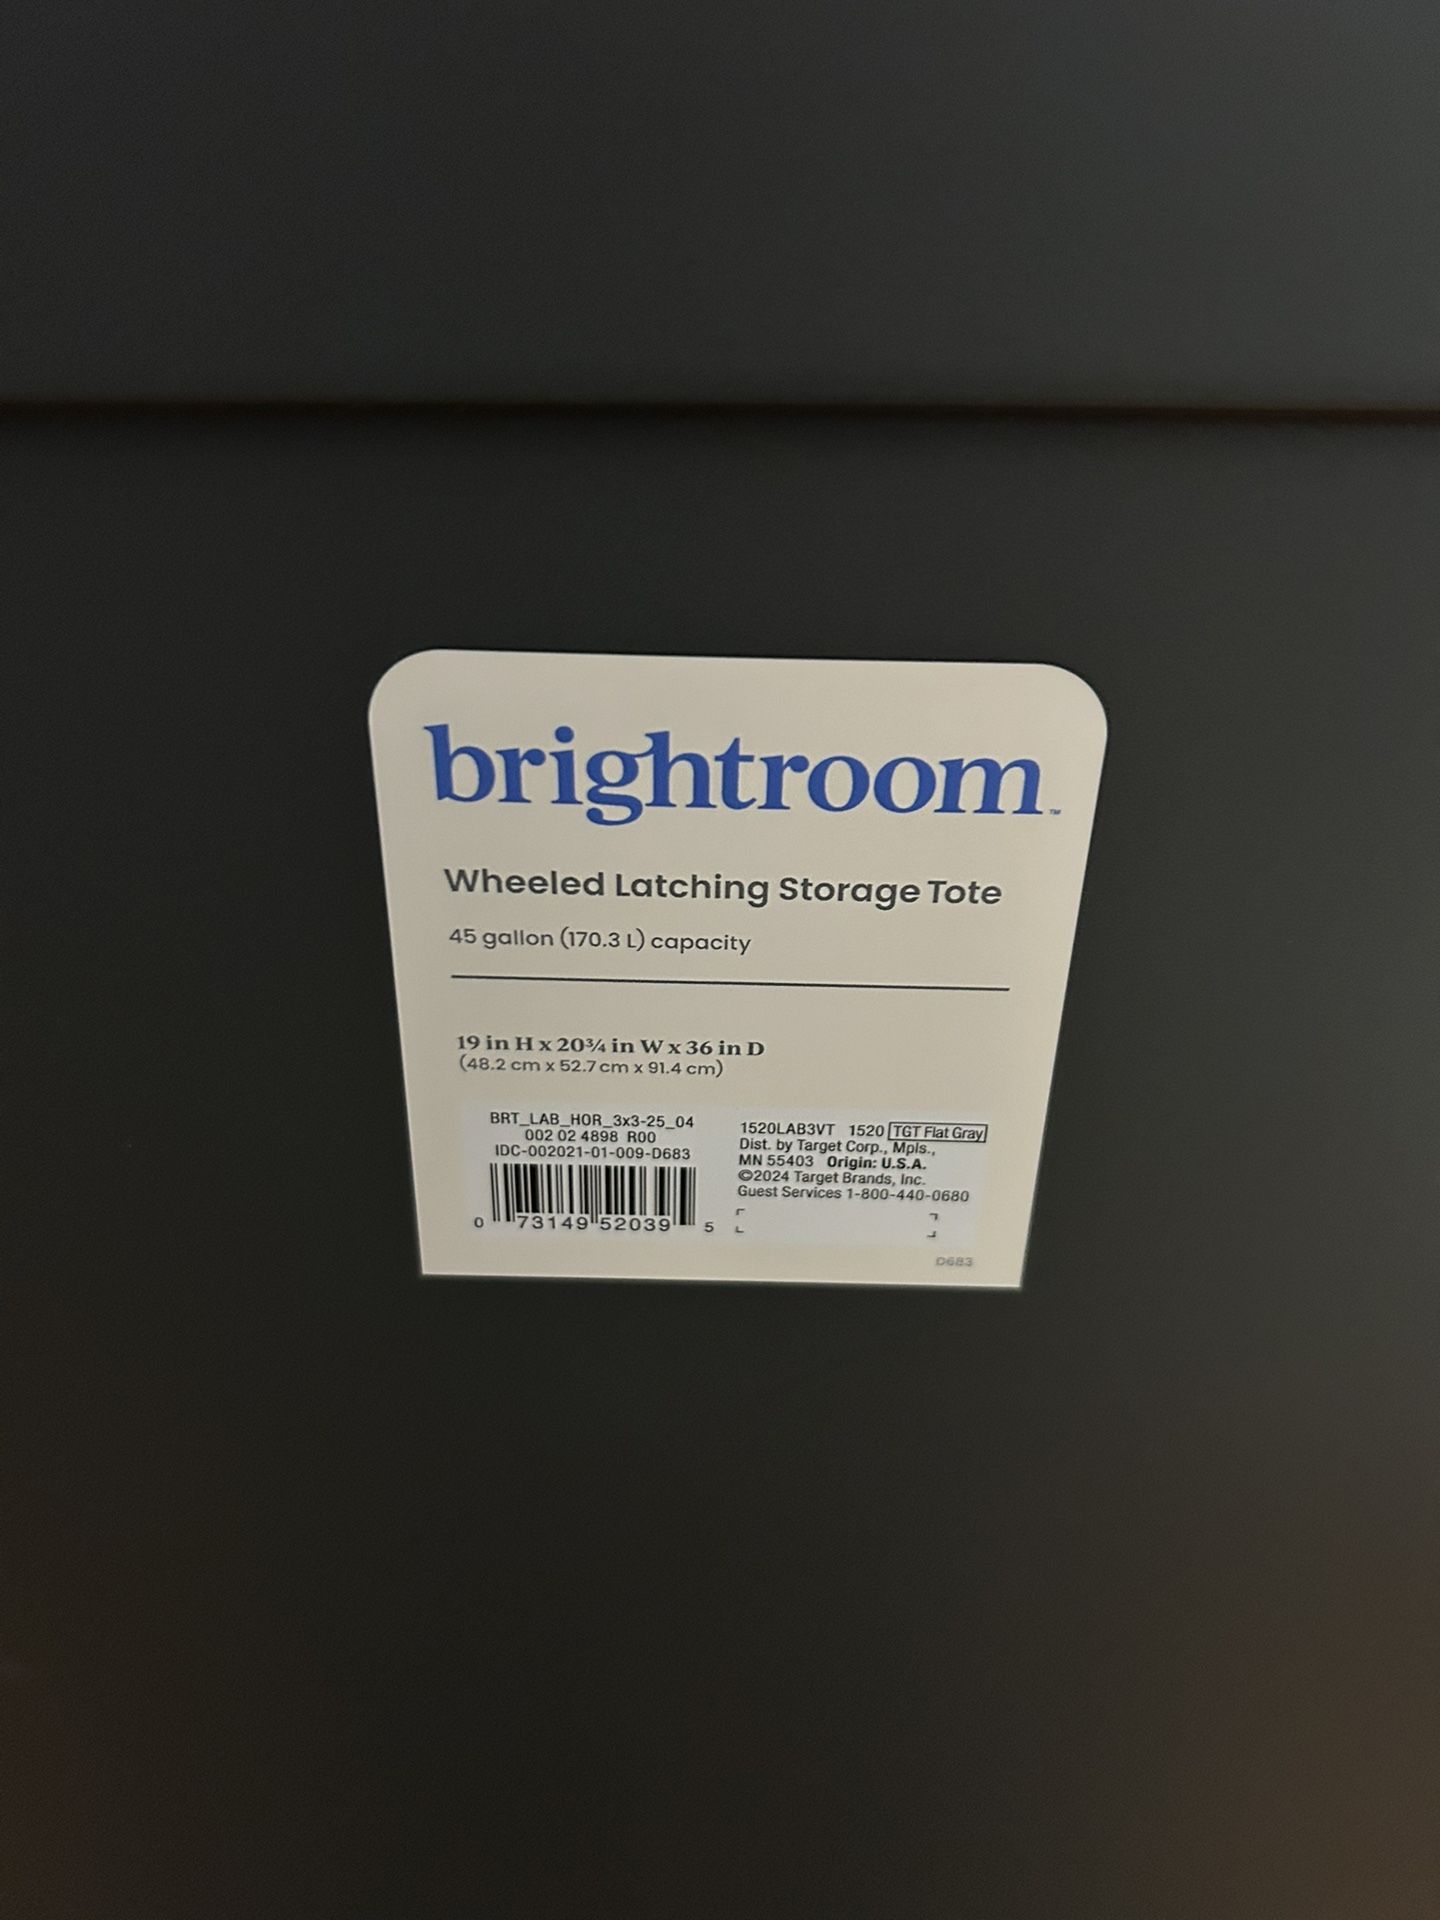 brightroom™
Wheeled Latching Storage Tote
45 gallon (170.3 L) capacity
19 in H x 20¾ in W x 36 in D
(48.2 cm x 52.7 cm x 91.4 cm)
BRT_LAB_HOR_3x3-25_04
002 02 4898 R00
IDC-002021-01-009-D683
0 73149 52039 5
1520LAB3VT 1520 TGT Flat Gray
Dist. by Target Corp., Mpls.,
MN 55403 Origin: U.S.A.
©2024 Target Brands, Inc.
Guest Services 1-800-440-0680
D683